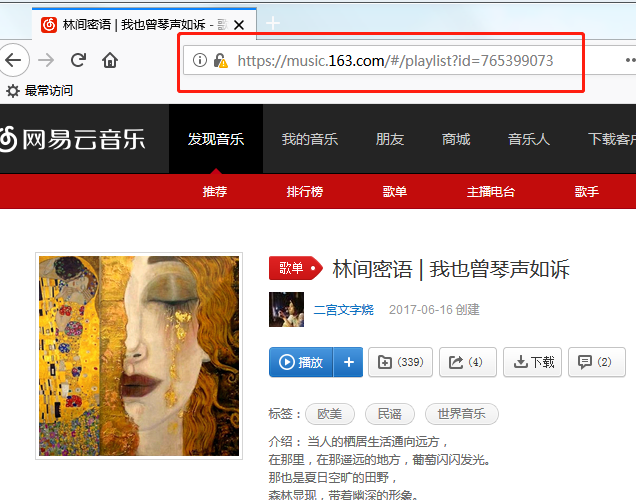 林间密语 | 我也曾琴声如诉 -
https://music.163.com/#/playlist?id=765399073
最常访问
网易云音乐 发现音乐 我的音乐 朋友 商城 音乐人 下载客户
推荐 排行榜 歌单 主播电台 歌手
歌单 林间密语 | 我也曾琴声如诉
二宫文字烧 2017-06-16 创建
播放 + (339) (4) 下载 (2)
标签： 欧美 民谣 世界音乐
介绍： 当人的栖居生活通向远方，
在那里，在那遥远的地方，葡萄闪闪发光。
那也是夏日空旷的田野，
森林显现，带着幽深的形象。